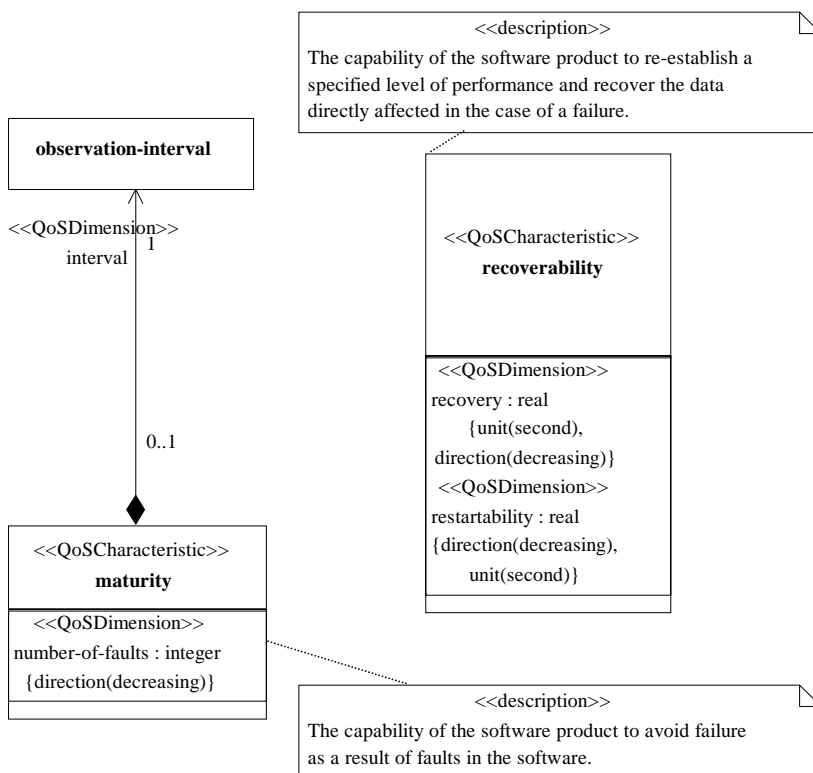 <<description>>
The capability of the software product to re-establish a
specified level of performance and recover the data
directly affected in the case of a failure.
observation-interval
<<QoSDimension>>
1
interval
0..1
<<QoSCharacteristic>>
recoverability
<<QoSDimension>>
recovery : real
{unit(second),
direction(decreasing)}
<<QoSDimension>>
restartability : real
{direction(decreasing),
unit(second)}
<<QoSCharacteristic>>
maturity
<<QoSDimension>>
number-of-faults : integer
{direction(decreasing)}
<<description>>
The capability of the software product to avoid failure
as a result of faults in the software.